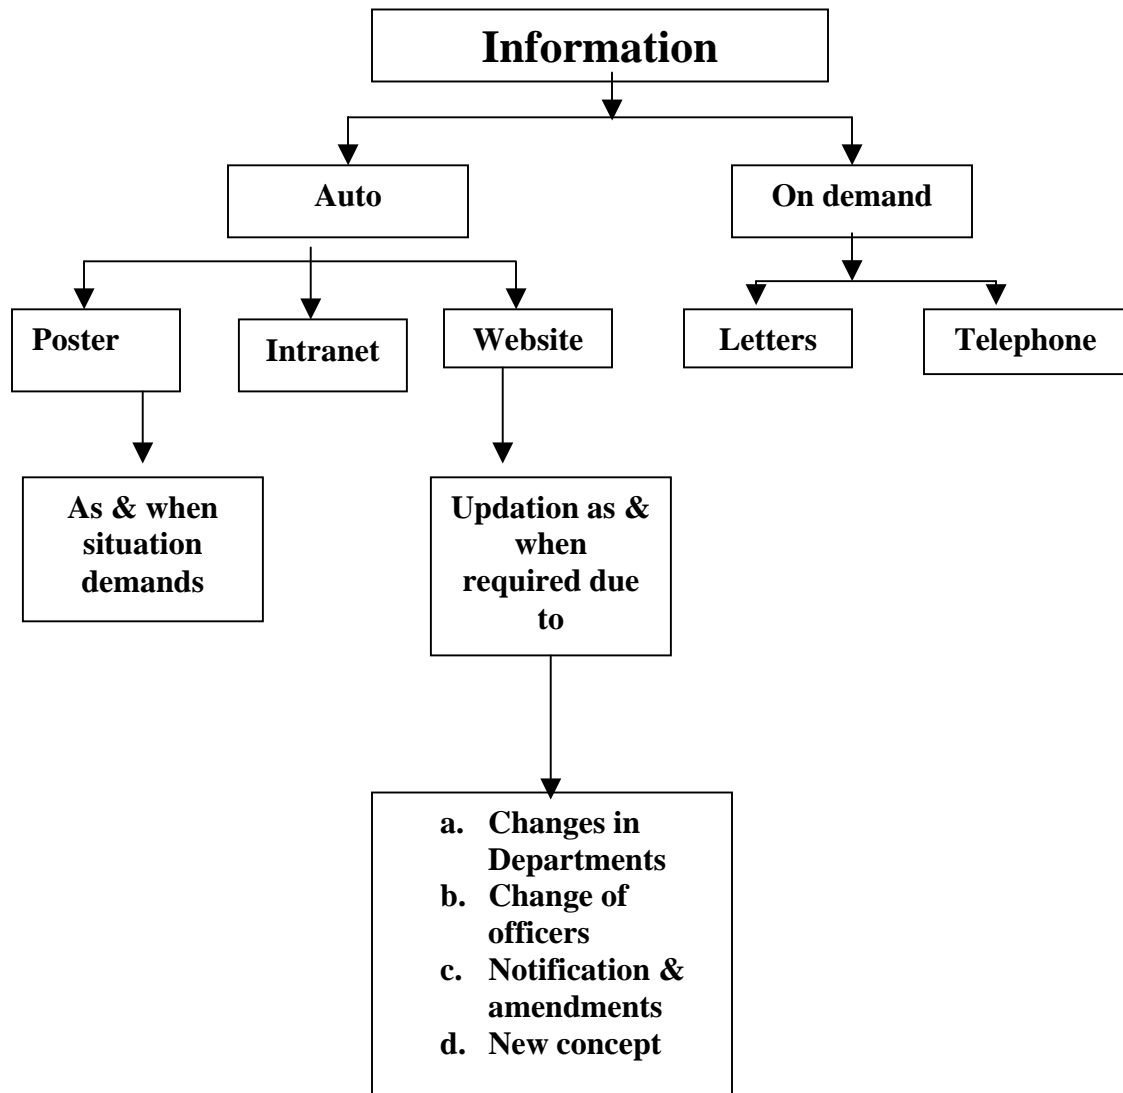 Information
Auto
On demand
Poster
Intranet
Website
Letters
Telephone
As & when
situation
demands
Updation as &
when
required due
to
a. Changes in
Departments
b. Change of
officers
c. Notification &
amendments
d. New concept